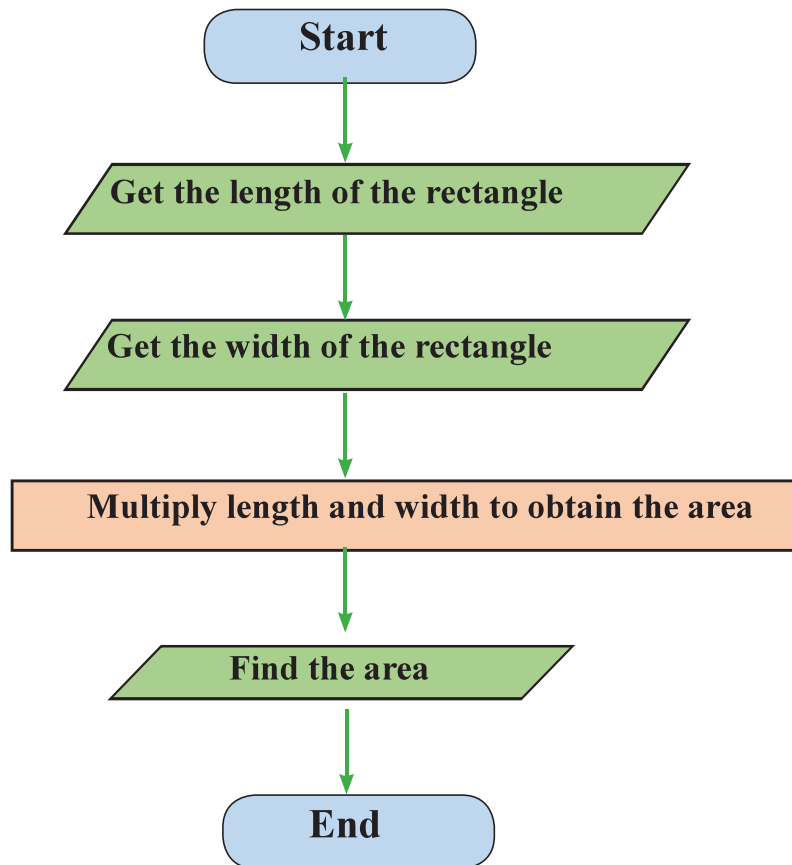 Start
Get the length of the rectangle
Get the width of the rectangle
Multiply length and width to obtain the area
Find the area
End